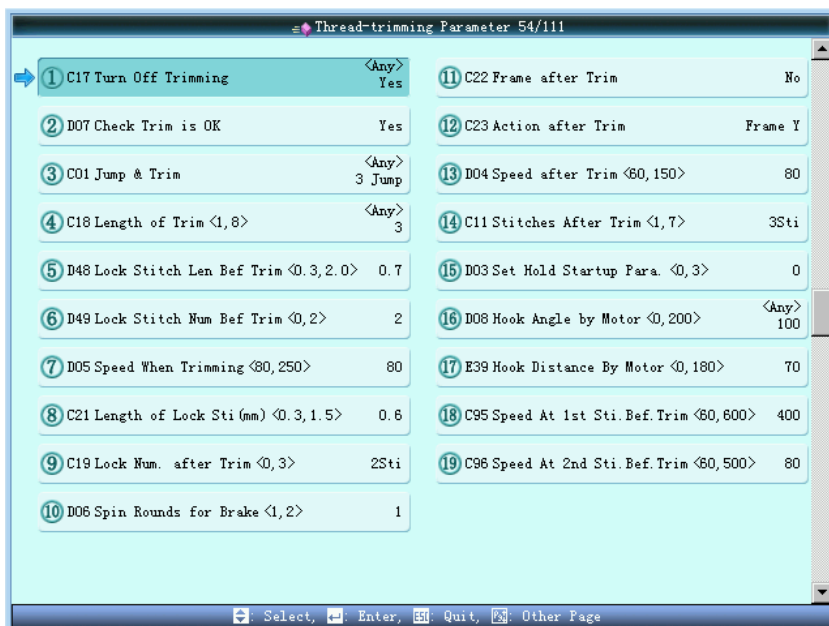 Thread-trimming Parameter 54/111
① C17 Turn Off Trimming <Any> Yes
② D07 Check Trim is OK Yes
③ C01 Jump & Trim <Any> 3 Jump
④ C18 Length of Trim <1,8> <Any> 3
⑤ D48 Lock Stitch Len Bef Trim <0.3,2.0> 0.7
⑥ D49 Lock Stitch Num Bef Trim <0,2> 2
⑦ D05 Speed When Trimming <80,250> 80
⑧ C21 Length of Lock Sti(mm) <0.3,1.5> 0.6
⑨ C19 Lock Num. after Trim <0,3> 2Sti
⑩ D06 Spin Rounds for Brake <1,2> 1
⑪ C22 Frame after Trim No
⑫ C23 Action after Trim Frame Y
⑬ D04 Speed after Trim <60,150> 80
⑭ C11 Stitches After Trim <1,7> 3Sti
⑮ D03 Set Hold Startup Para. <0,3> 0
⑯ D08 Hook Angle by Motor <0,200> <Any> 100
⑰ E39 Hook Distance By Motor <0,180> 70
⑱ C95 Speed At 1st Sti.Bef.Trim <60,600> 400
⑲ C96 Speed At 2nd Sti.Bef.Trim <60,500> 80
: Select, : Enter, ESC: Quit, : Other Page